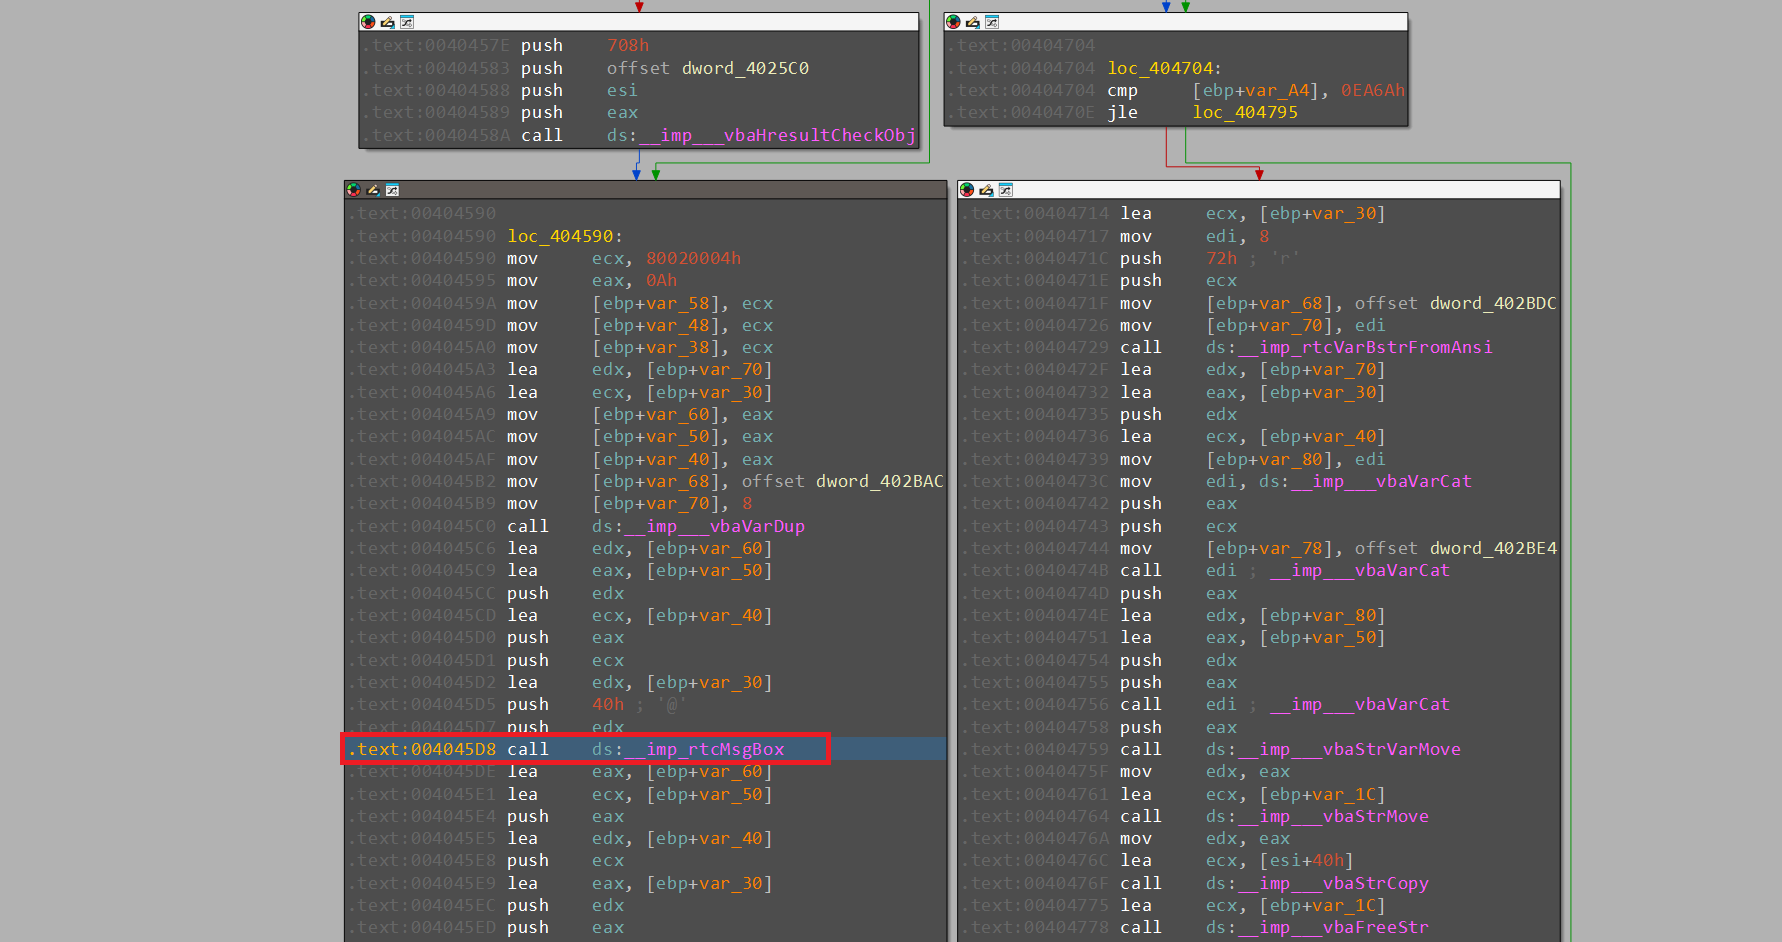 .text:0040457E push 708h
.text:00404583 push offset dword_4025C0
.text:00404588 push esi
.text:00404589 push eax
.text:0040458A call ds:__imp___vbaHresultCheckObj
.text:00404704
.text:00404704 loc_404704:
.text:00404704 cmp [ebp+var_A4], 0EA6Ah
.text:0040470E jle loc_404795
.text:00404590
.text:00404590 loc_404590:
.text:00404590 mov ecx, 80020004h
.text:00404595 mov eax, 0Ah
.text:0040459A mov [ebp+var_58], ecx
.text:0040459D mov [ebp+var_48], ecx
.text:004045A0 mov [ebp+var_38], ecx
.text:004045A3 lea edx, [ebp+var_70]
.text:004045A6 lea ecx, [ebp+var_30]
.text:004045A9 mov [ebp+var_60], eax
.text:004045AC mov [ebp+var_50], eax
.text:004045AF mov [ebp+var_40], eax
.text:004045B2 mov [ebp+var_68], offset dword_402BAC
.text:004045B9 mov [ebp+var_70], 8
.text:004045C0 call ds:__imp___vbaVarDup
.text:004045C6 lea edx, [ebp+var_60]
.text:004045C9 lea eax, [ebp+var_50]
.text:004045CC push edx
.text:004045CD lea ecx, [ebp+var_40]
.text:004045D0 push eax
.text:004045D1 push ecx
.text:004045D2 lea edx, [ebp+var_30]
.text:004045D5 push 40h ; '@'
.text:004045D7 push edx
.text:004045D8 call ds:__imp_rtcMsgBox
.text:004045DE lea eax, [ebp+var_60]
.text:004045E1 lea ecx, [ebp+var_50]
.text:004045E4 push eax
.text:004045E5 lea edx, [ebp+var_40]
.text:004045E8 push ecx
.text:004045E9 lea eax, [ebp+var_30]
.text:004045EC push edx
.text:004045ED push eax
.text:00404714 lea ecx, [ebp+var_30]
.text:00404717 mov edi, 8
.text:0040471C push 72h ; 'r'
.text:0040471E push ecx
.text:0040471F mov [ebp+var_68], offset dword_402BDC
.text:00404726 mov [ebp+var_70], edi
.text:00404729 call ds:__imp_rtcVarBstrFromAnsi
.text:0040472F lea edx, [ebp+var_70]
.text:00404732 lea eax, [ebp+var_30]
.text:00404735 push edx
.text:00404736 lea ecx, [ebp+var_40]
.text:00404739 mov [ebp+var_80], edi
.text:0040473C mov edi, ds:__imp___vbaVarCat
.text:00404742 push eax
.text:00404743 push ecx
.text:00404744 mov [ebp+var_78], offset dword_402BE4
.text:0040474B call edi ; __imp___vbaVarCat
.text:0040474D push eax
.text:0040474E lea edx, [ebp+var_80]
.text:00404751 lea eax, [ebp+var_50]
.text:00404754 push edx
.text:00404755 push eax
.text:00404756 call edi ; __imp___vbaVarCat
.text:00404758 push eax
.text:00404759 call ds:__imp___vbaStrVarMove
.text:0040475F mov edx, eax
.text:00404761 lea ecx, [ebp+var_1C]
.text:00404764 call ds:__imp___vbaStrMove
.text:0040476A mov edx, eax
.text:0040476C lea ecx, [esi+40h]
.text:0040476F call ds:__imp___vbaStrCopy
.text:00404775 lea ecx, [ebp+var_1C]
.text:00404778 call ds:__imp___vbaFreeStr